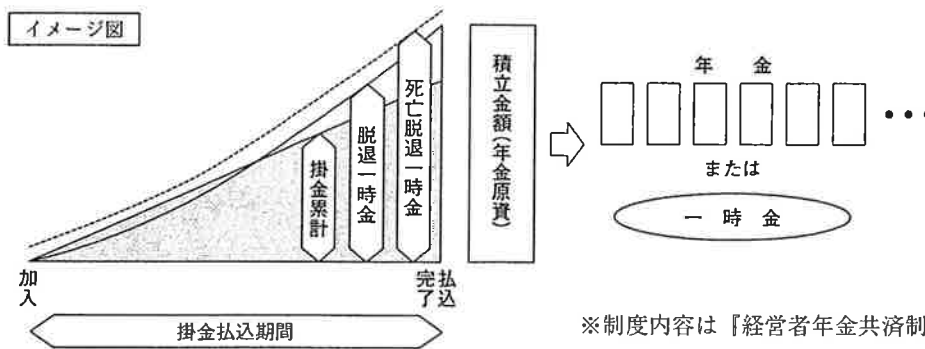 イメージ図
掛金累計
脱退一時金
死亡脱退一時金
積立金額(年金原資)
年金
または
一時金
加入
払込
完了
掛金払込期間
※制度内容は『経営者年金共済制